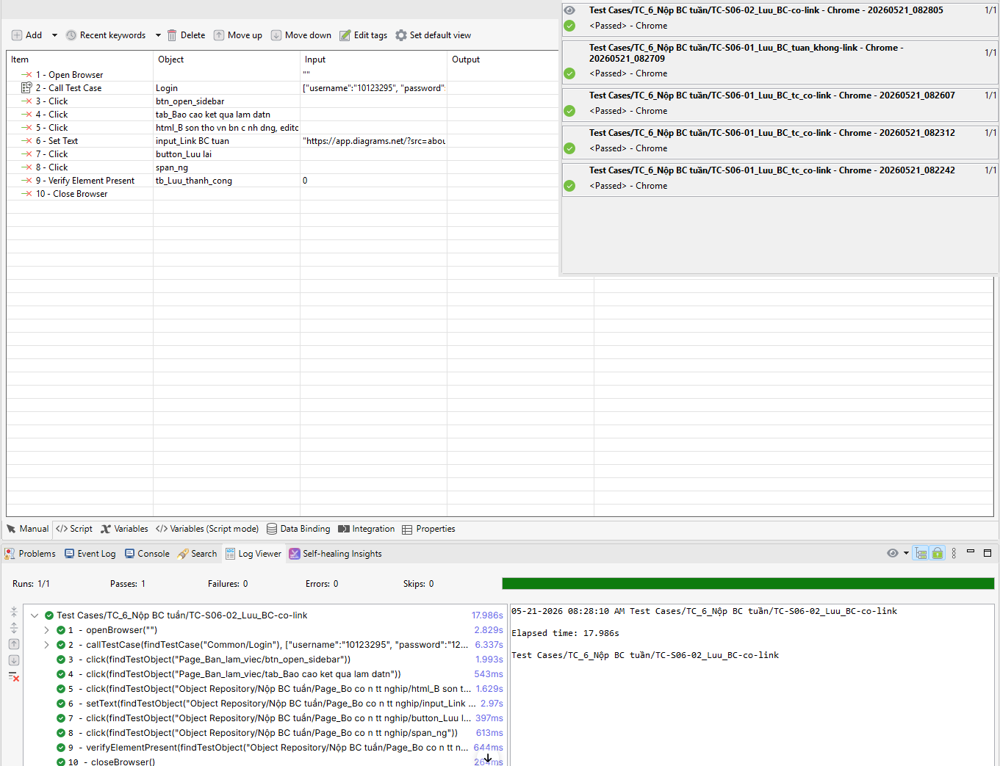 Add
Recent keywords
Delete
Move up
Move down
Edit tags
Set default view
Item Object Input Output
1 - Open Browser ""
2 - Call Test Case Login ["username":"10123295", "password":
3 - Click btn_open_sidebar
4 - Click tab_Bao cao ket qua lam datn
5 - Click html_B son tho vn bn c nh dng, editc
6 - Set Text input_Link BC tuan "https://app.diagrams.net/?src=abou
7 - Click button_Luu lai
8 - Click span_ng
9 - Verify Element Present tb_Luu_thanh_cong 0
10 - Close Browser
Test Cases/TC_6_Nộp BC tuần/TC-S06-02_Luu_BC-co-link - Chrome - 20260521_082805 1/1
<Passed> - Chrome
Test Cases/TC_6_Nộp BC tuần/TC-S06-01_Luu_BC_tuan_khong-link - Chrome -
20260521_082709 1/1
<Passed> - Chrome
Test Cases/TC_6_Nộp BC tuần/TC-S06-01_Luu_BC_tc_co-link - Chrome - 20260521_082607 1/1
<Passed> - Chrome
Test Cases/TC_6_Nộp BC tuần/TC-S06-01_Luu_BC_tc_co-link - Chrome - 20260521_082312 1/1
<Passed> - Chrome
Test Cases/TC_6_Nộp BC tuần/TC-S06-01_Luu_BC_tc_co-link - Chrome - 20260521_082242 1/1
<Passed> - Chrome
Manual </> Script Variables </> Variables (Script mode) Data Binding Integration Properties
Problems Event Log Console Search Log Viewer Self-healing Insights
Runs: 1/1 Passes: 1 Failures: 0 Errors: 0 Skips: 0
Test Cases/TC_6_Nộp BC tuần/TC-S06-02_Luu_BC-co-link 17.986s
1 - openBrowser("") 2.829s
2 - callTestCase(findTestCase("Common/Login"), ["username":"10123295", "password":"12... 6.337s
3 - click(findTestObject("Page_Ban_lam_viec/btn_open_sidebar")) 1.993s
4 - click(findTestObject("Page_Ban_lam_viec/tab_Bao cao ket qua lam datn")) 543ms
5 - click(findTestObject("Object Repository/Nộp BC tuần/Page_Bo co n tt nghip/html_B son t... 1.629s
6 - setText(findTestObject("Object Repository/Nộp BC tuần/Page_Bo co n tt nghip/input_Link ... 2.97s
7 - click(findTestObject("Object Repository/Nộp BC tuần/Page_Bo co n tt nghip/button_Luu l... 397ms
8 - click(findTestObject("Object Repository/Nộp BC tuần/Page_Bo co n tt nghip/span_ng")) 613ms
9 - verifyElementPresent(findTestObject("Object Repository/Nộp BC tuần/Page_Bo co n tt n... 644ms
10 - closeBrowser() 264ms
05-21-2026 08:28:10 AM Test Cases/TC_6_Nộp BC tuần/TC-S06-02_Luu_BC-co-link
Elapsed time: 17.986s
Test Cases/TC_6_Nộp BC tuần/TC-S06-02_Luu_BC-co-link